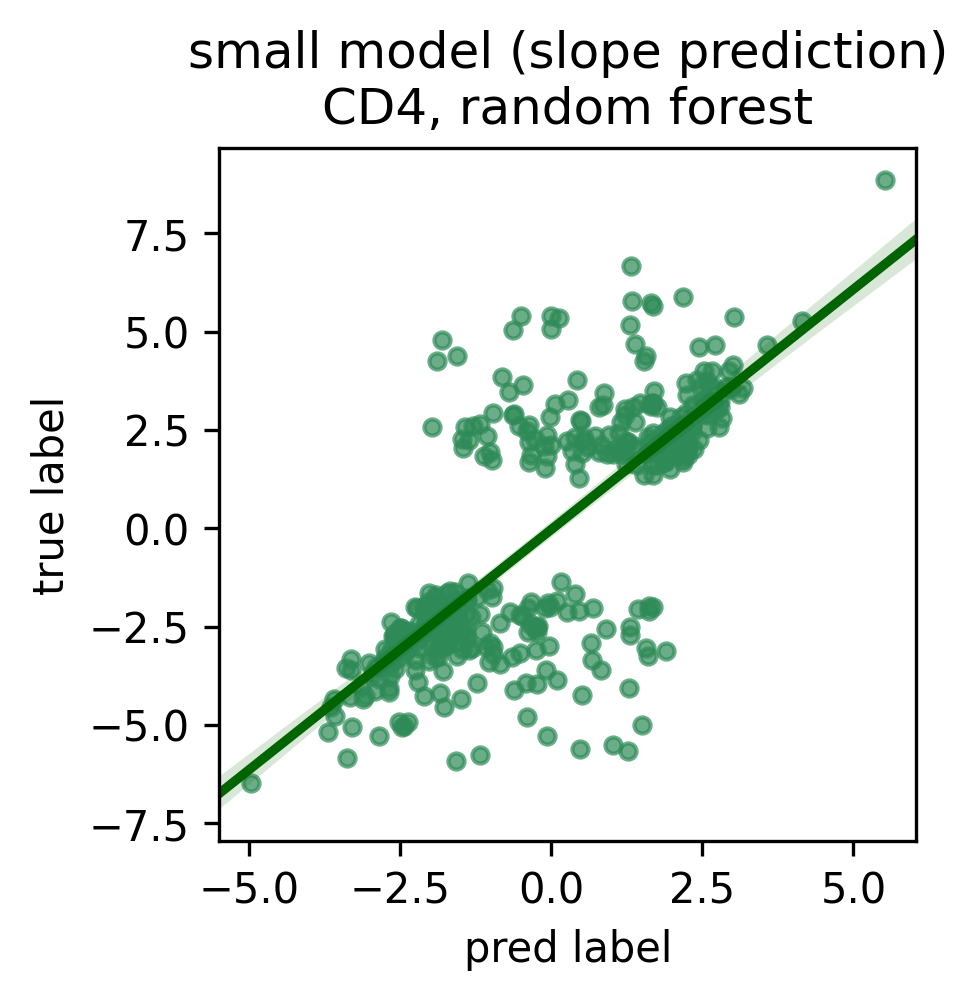 small model (slope prediction)
CD4, random forest
7.5
5.0
2.5
0.0
−2.5
−5.0
−7.5
true label
−5.0 −2.5 0.0 2.5 5.0
pred label